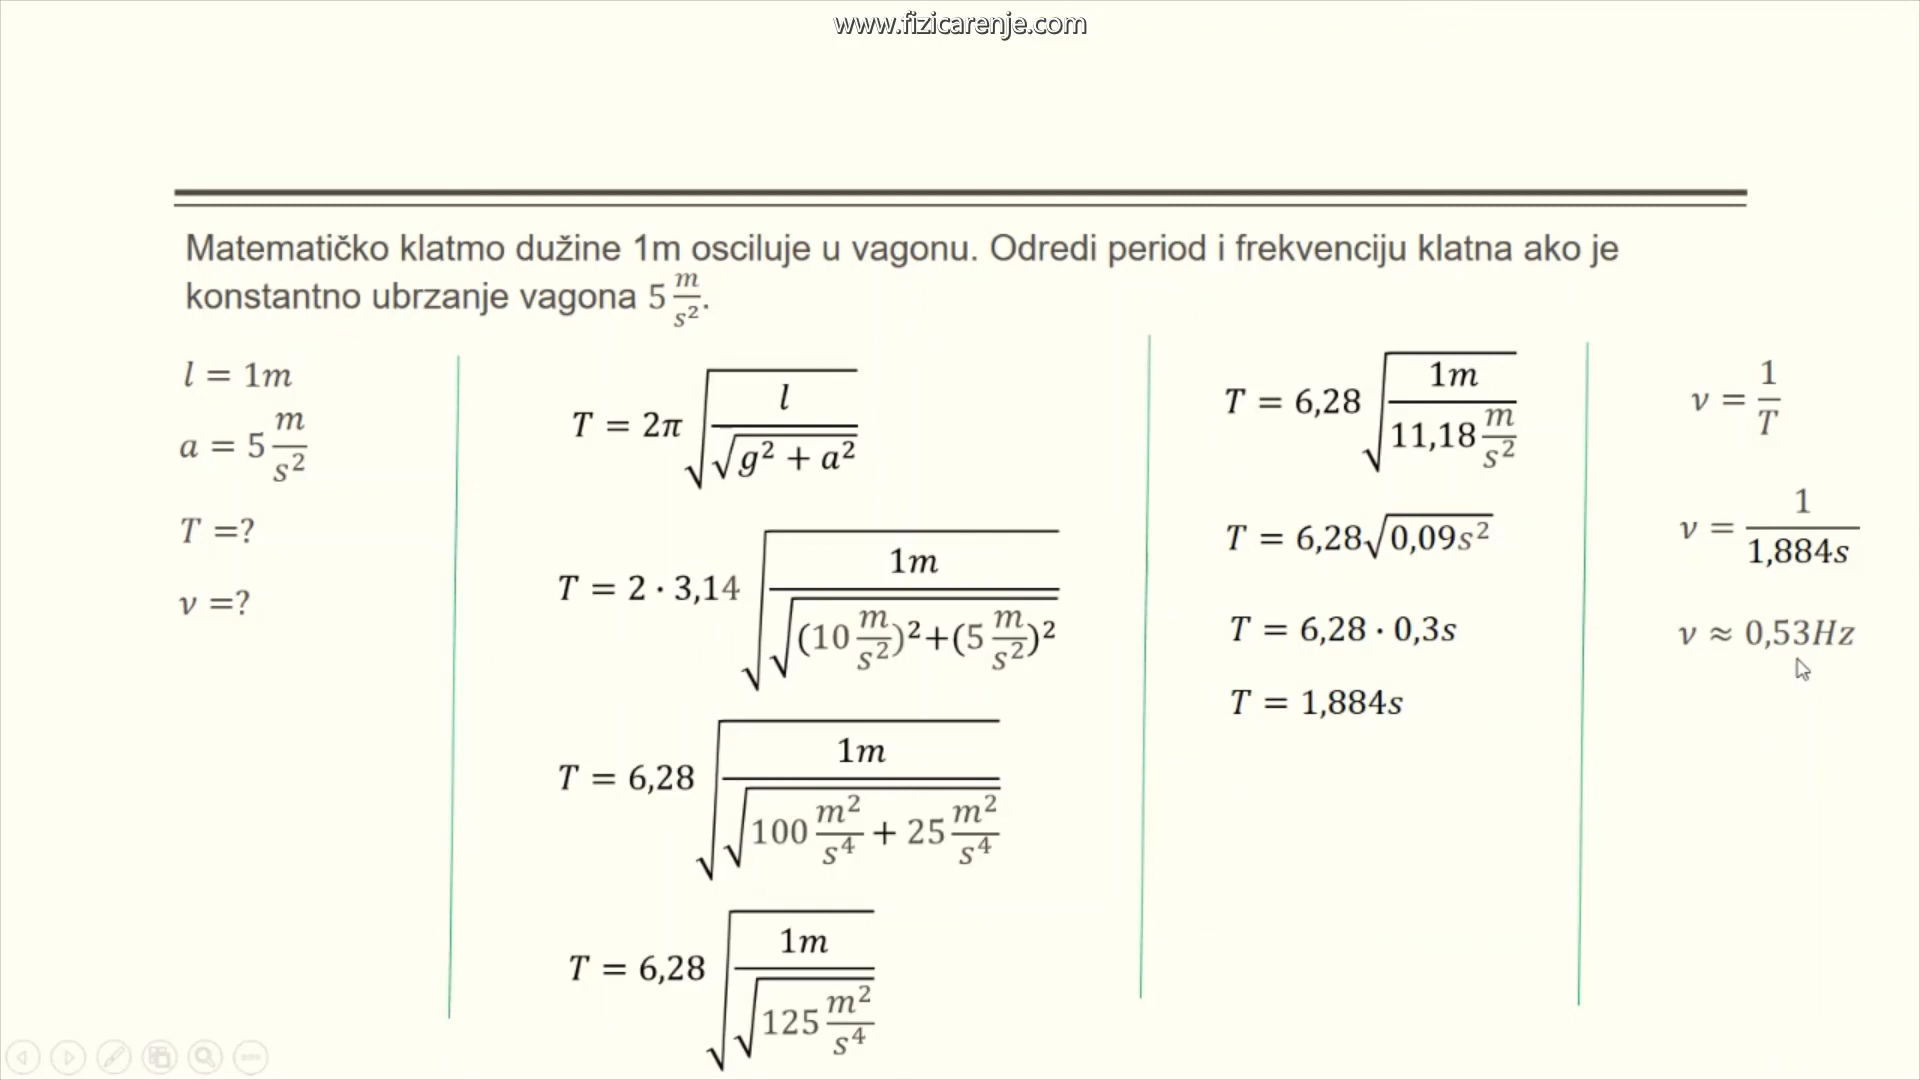 www.fizicarenje.com
Matematičko klatmo dužine 1m osciluje u vagonu. Odredi period i frekvenciju klatna ako je
konstantno ubrzanje vagona 5 m/s².
l = 1m
a = 5 m/s²
T =?
ν =?
T = 2π √(l/√(g² + a²))
T = 2 · 3,14 √(1m/√((10 m/s²)²+(5 m/s²)²))
T = 6,28 √(1m/√(100 m²/s⁴ + 25 m²/s⁴))
T = 6,28 √(1m/√(125 m²/s⁴))
T = 6,28 √(1m/(11,18 m/s²))
T = 6,28√(0,09s²)
T = 6,28 · 0,3s
T = 1,884s
ν = 1/T
ν = 1/1,884s
ν ≈ 0,53Hz